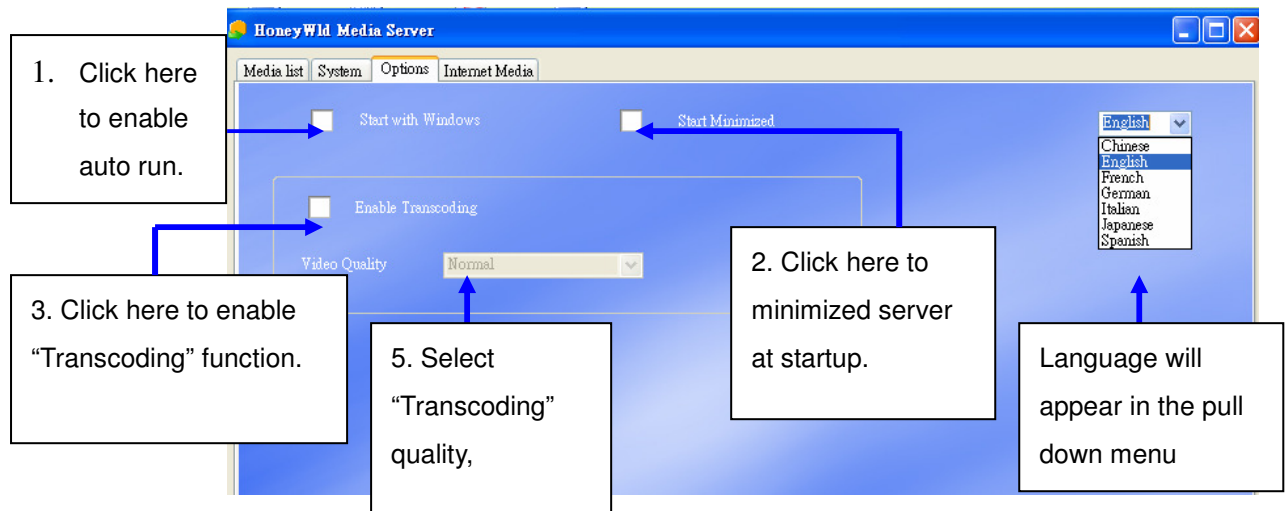 HoneyWld Media Server
Media list System Options Internet Media
1. Click here
to enable
auto run.
Start with Windows
Start Minimized
English
Chinese
English
French
German
Italian
Japanese
Spanish
Enable Transcoding
Video Quality
Normal
2. Click here to
minimized server
at startup.
3. Click here to enable
“Transcoding” function.
5. Select
“Transcoding”
quality,
Language will
appear in the pull
down menu